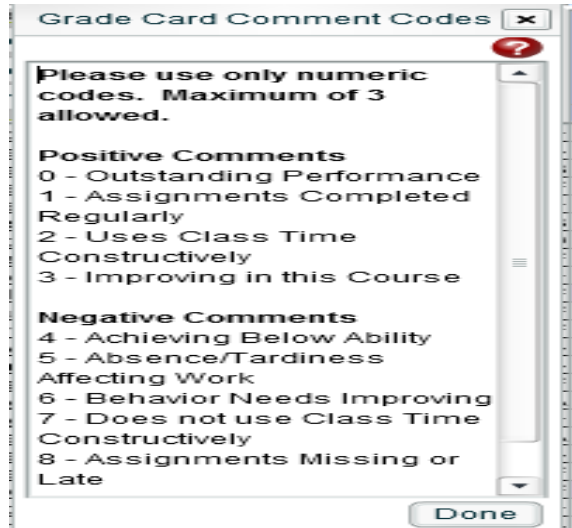 Grade Card Comment Codes
Please use only numeric
codes. Maximum of 3
allowed.
Positive Comments
0 - Outstanding Performance
1 - Assignments Completed
Regularly
2 - Uses Class Time
Constructively
3 - Improving in this Course
Negative Comments
4 - Achieving Below Ability
5 - Absence/Tardiness
Affecting Work
6 - Behavior Needs Improving
7 - Does not use Class Time
Constructively
8 - Assignments Missing or
Late
Done